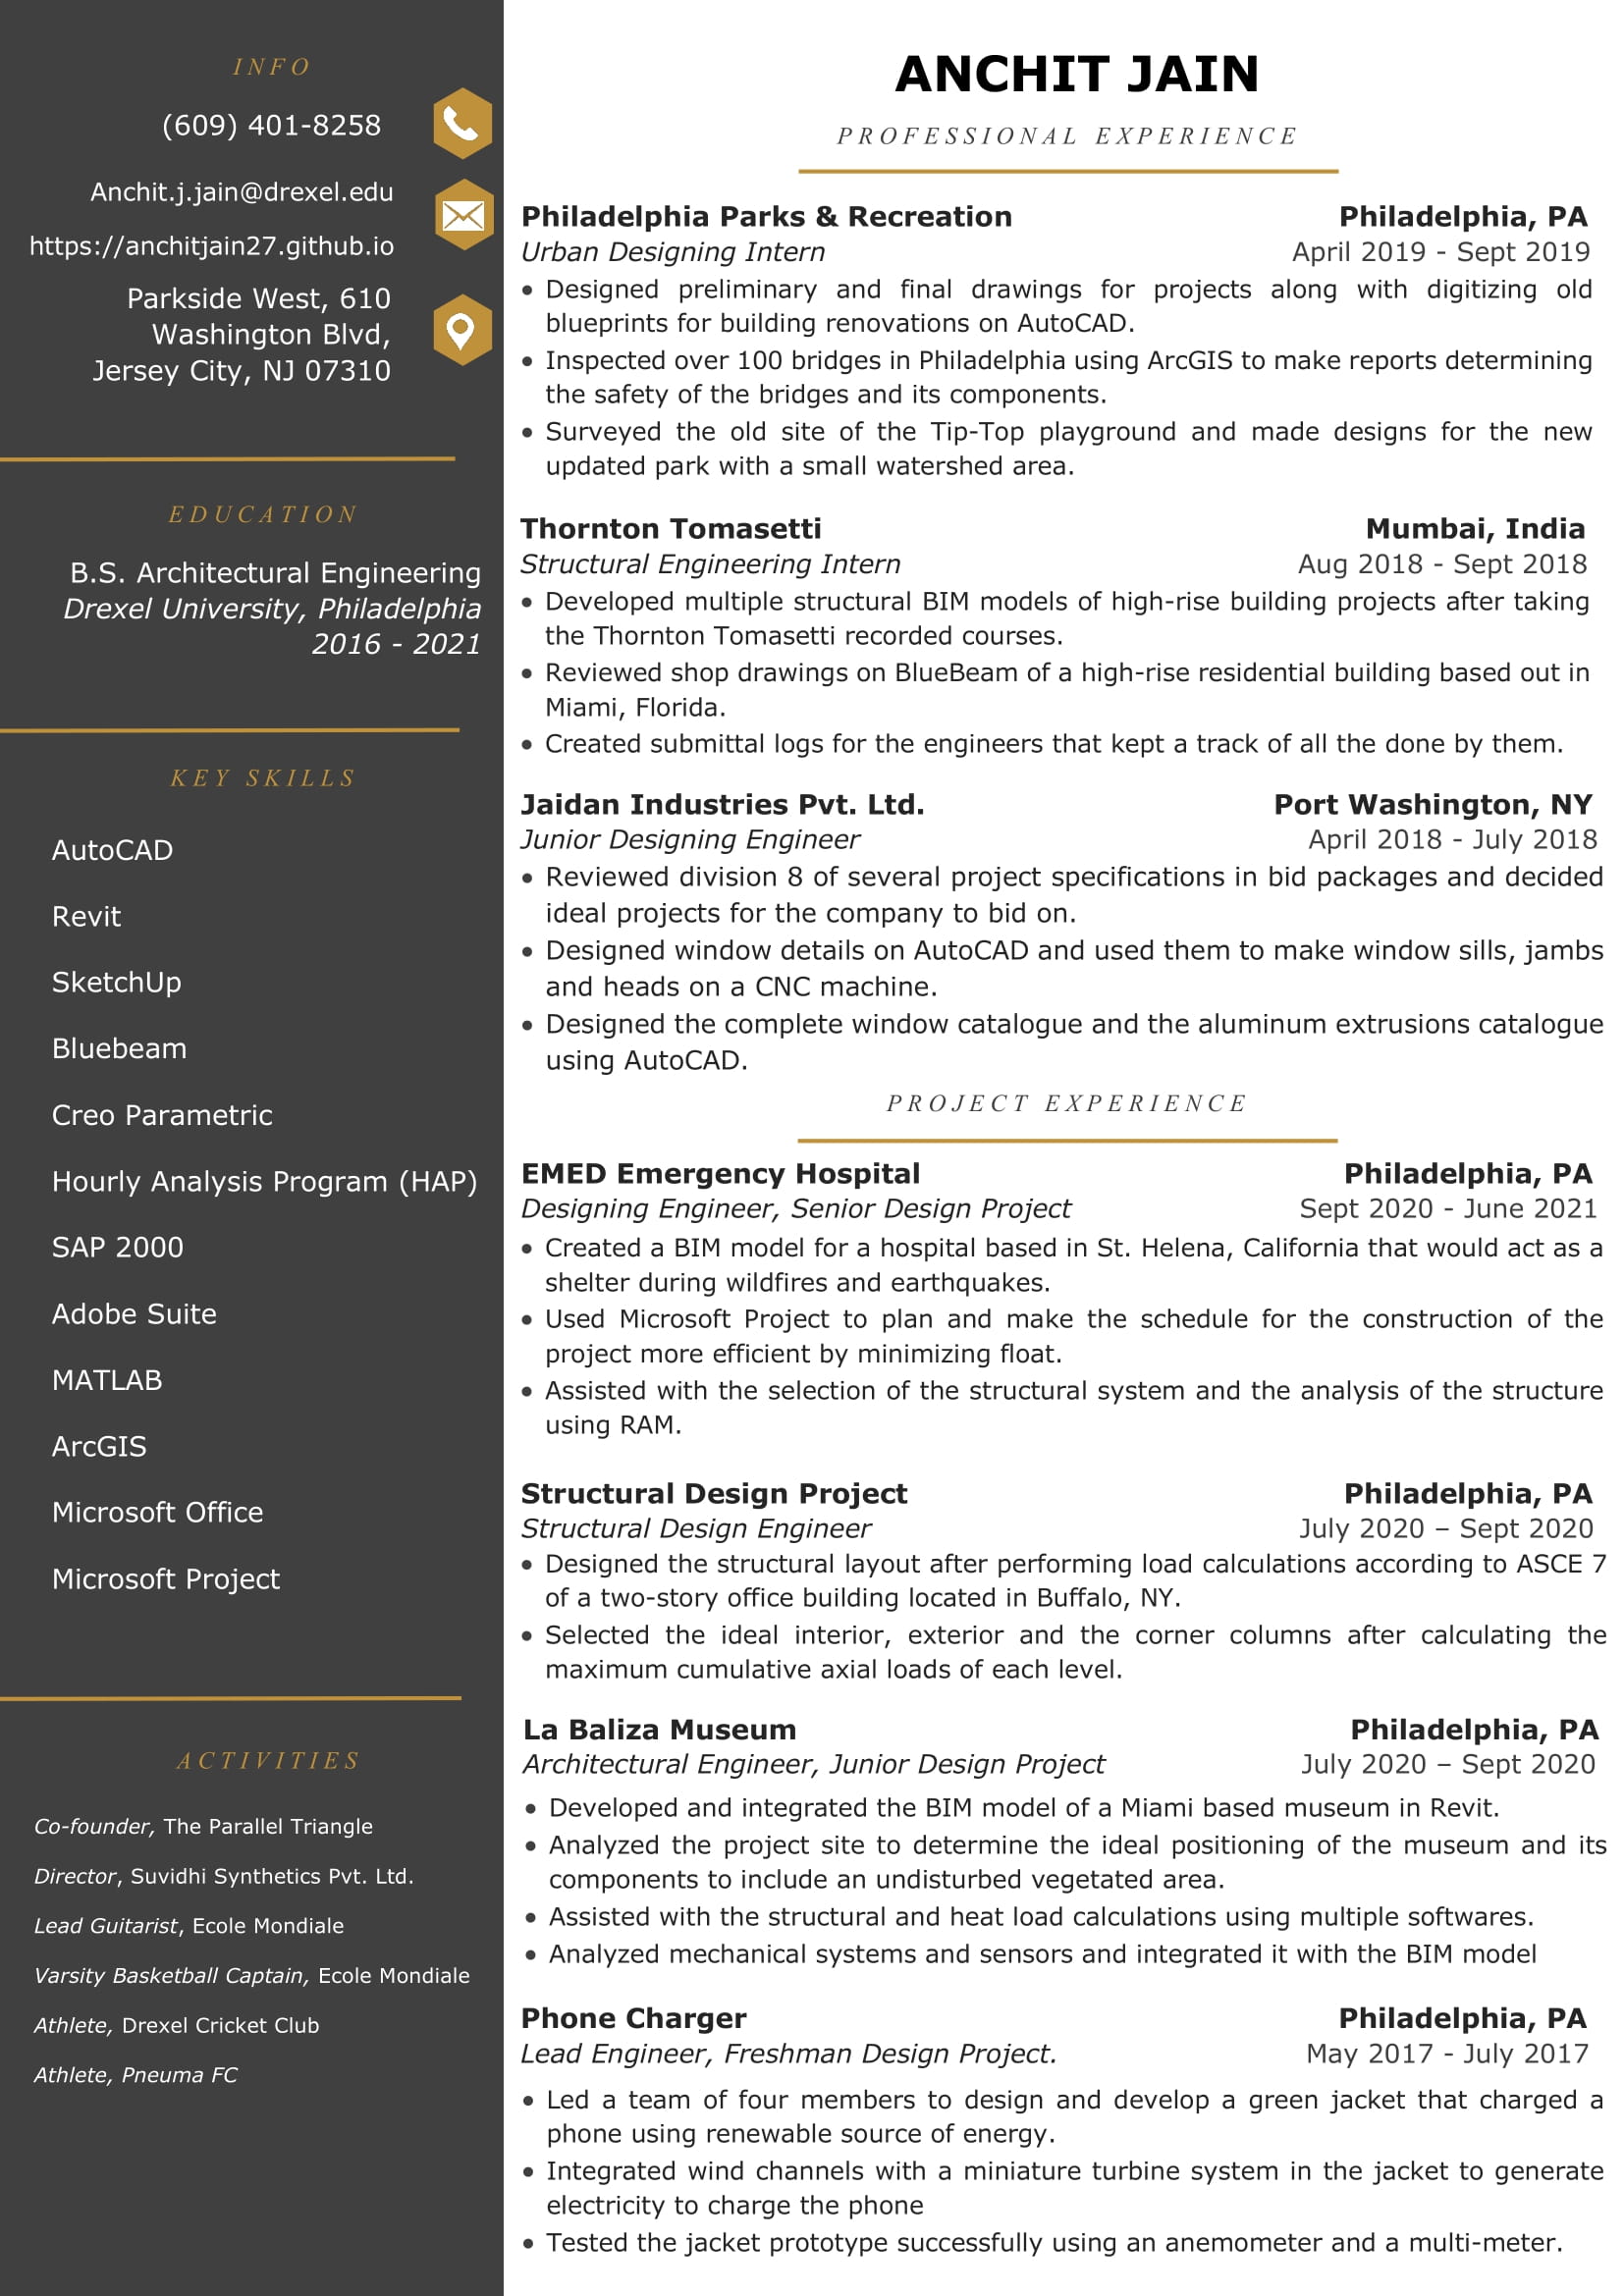 INFO
(609) 401-8258
Anchit.j.jain@drexel.edu
https://anchitjain27.github.io
Parkside West, 610
Washington Blvd,
Jersey City, NJ 07310
EDUCATION
B.S. Architectural Engineering
Drexel University, Philadelphia
2016 - 2021
KEY SKILLS
AutoCAD
Revit
SketchUp
Bluebeam
Creo Parametric
Hourly Analysis Program (HAP)
SAP 2000
Adobe Suite
MATLAB
ArcGIS
Microsoft Office
Microsoft Project
ACTIVITIES
Co-founder, The Parallel Triangle
Director, Suvidhi Synthetics Pvt. Ltd.
Lead Guitarist, Ecole Mondiale
Varsity Basketball Captain, Ecole Mondiale
Athlete, Drexel Cricket Club
Athlete, Pneuma FC
ANCHIT JAIN
PROFESSIONAL EXPERIENCE
Philadelphia Parks & Recreation Philadelphia, PA
Urban Designing Intern April 2019 - Sept 2019
• Designed preliminary and final drawings for projects along with digitizing old
blueprints for building renovations on AutoCAD.
• Inspected over 100 bridges in Philadelphia using ArcGIS to make reports determining
the safety of the bridges and its components.
• Surveyed the old site of the Tip-Top playground and made designs for the new
updated park with a small watershed area.
Thornton Tomasetti Mumbai, India
Structural Engineering Intern Aug 2018 - Sept 2018
• Developed multiple structural BIM models of high-rise building projects after taking
the Thornton Tomasetti recorded courses.
• Reviewed shop drawings on BlueBeam of a high-rise residential building based out in
Miami, Florida.
• Created submittal logs for the engineers that kept a track of all the done by them.
Jaidan Industries Pvt. Ltd. Port Washington, NY
Junior Designing Engineer April 2018 - July 2018
• Reviewed division 8 of several project specifications in bid packages and decided
ideal projects for the company to bid on.
• Designed window details on AutoCAD and used them to make window sills, jambs
and heads on a CNC machine.
• Designed the complete window catalogue and the aluminum extrusions catalogue
using AutoCAD.
PROJECT EXPERIENCE
EMED Emergency Hospital Philadelphia, PA
Designing Engineer, Senior Design Project Sept 2020 - June 2021
• Created a BIM model for a hospital based in St. Helena, California that would act as a
shelter during wildfires and earthquakes.
• Used Microsoft Project to plan and make the schedule for the construction of the
project more efficient by minimizing float.
• Assisted with the selection of the structural system and the analysis of the structure
using RAM.
Structural Design Project Philadelphia, PA
Structural Design Engineer July 2020 – Sept 2020
• Designed the structural layout after performing load calculations according to ASCE 7
of a two-story office building located in Buffalo, NY.
• Selected the ideal interior, exterior and the corner columns after calculating the
maximum cumulative axial loads of each level.
La Baliza Museum Philadelphia, PA
Architectural Engineer, Junior Design Project July 2020 – Sept 2020
• Developed and integrated the BIM model of a Miami based museum in Revit.
• Analyzed the project site to determine the ideal positioning of the museum and its
components to include an undisturbed vegetated area.
• Assisted with the structural and heat load calculations using multiple softwares.
• Analyzed mechanical systems and sensors and integrated it with the BIM model
Phone Charger Philadelphia, PA
Lead Engineer, Freshman Design Project. May 2017 - July 2017
• Led a team of four members to design and develop a green jacket that charged a
phone using renewable source of energy.
• Integrated wind channels with a miniature turbine system in the jacket to generate
electricity to charge the phone
• Tested the jacket prototype successfully using an anemometer and a multi-meter.